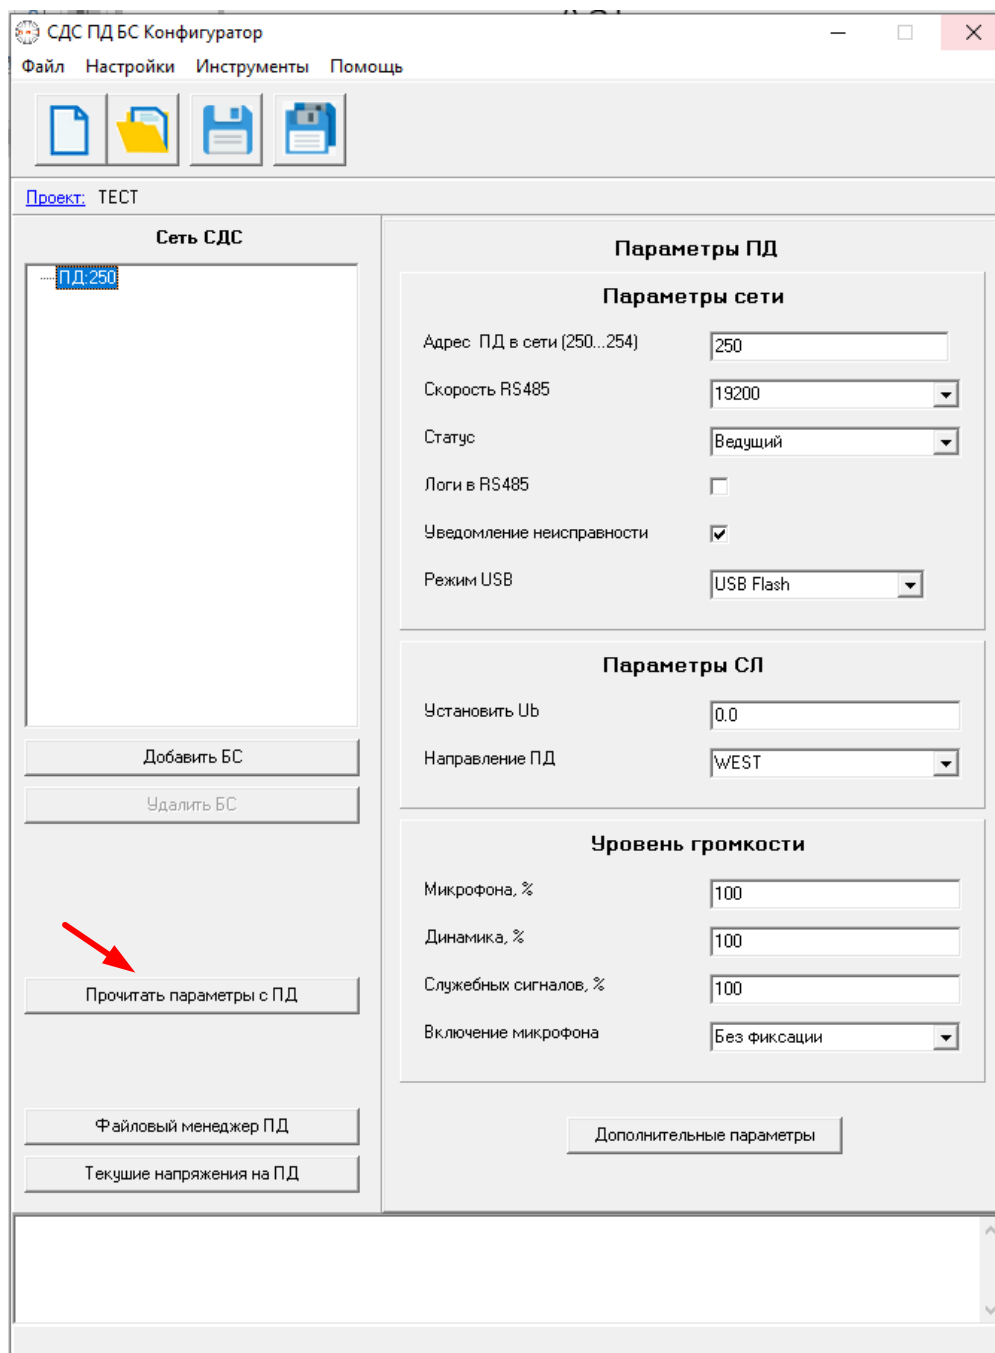 СДС ПД БС Конфигуратор
Файл Настройки Инструменты Помощь
Проект: ТЕСТ
Сеть СДС
ПД:250
Добавить БС
Удалить БС
Прочитать параметры с ПД
Файловый менеджер ПД
Текушие напряжения на ПД
Параметры ПД
Параметры сети
Адрес ПД в сети (250...254) 250
Скорость RS485 19200
Статус Ведущий
Логи в RS485
Уведомление неисправности
Режим USB USB Flash
Параметры СЛ
Установить Ub 0.0
Направление ПД WEST
Уровень громкости
Микрофона, % 100
Динамика, % 100
Служебных сигналов, % 100
Включение микрофона Без фиксации
Дополнительные параметры